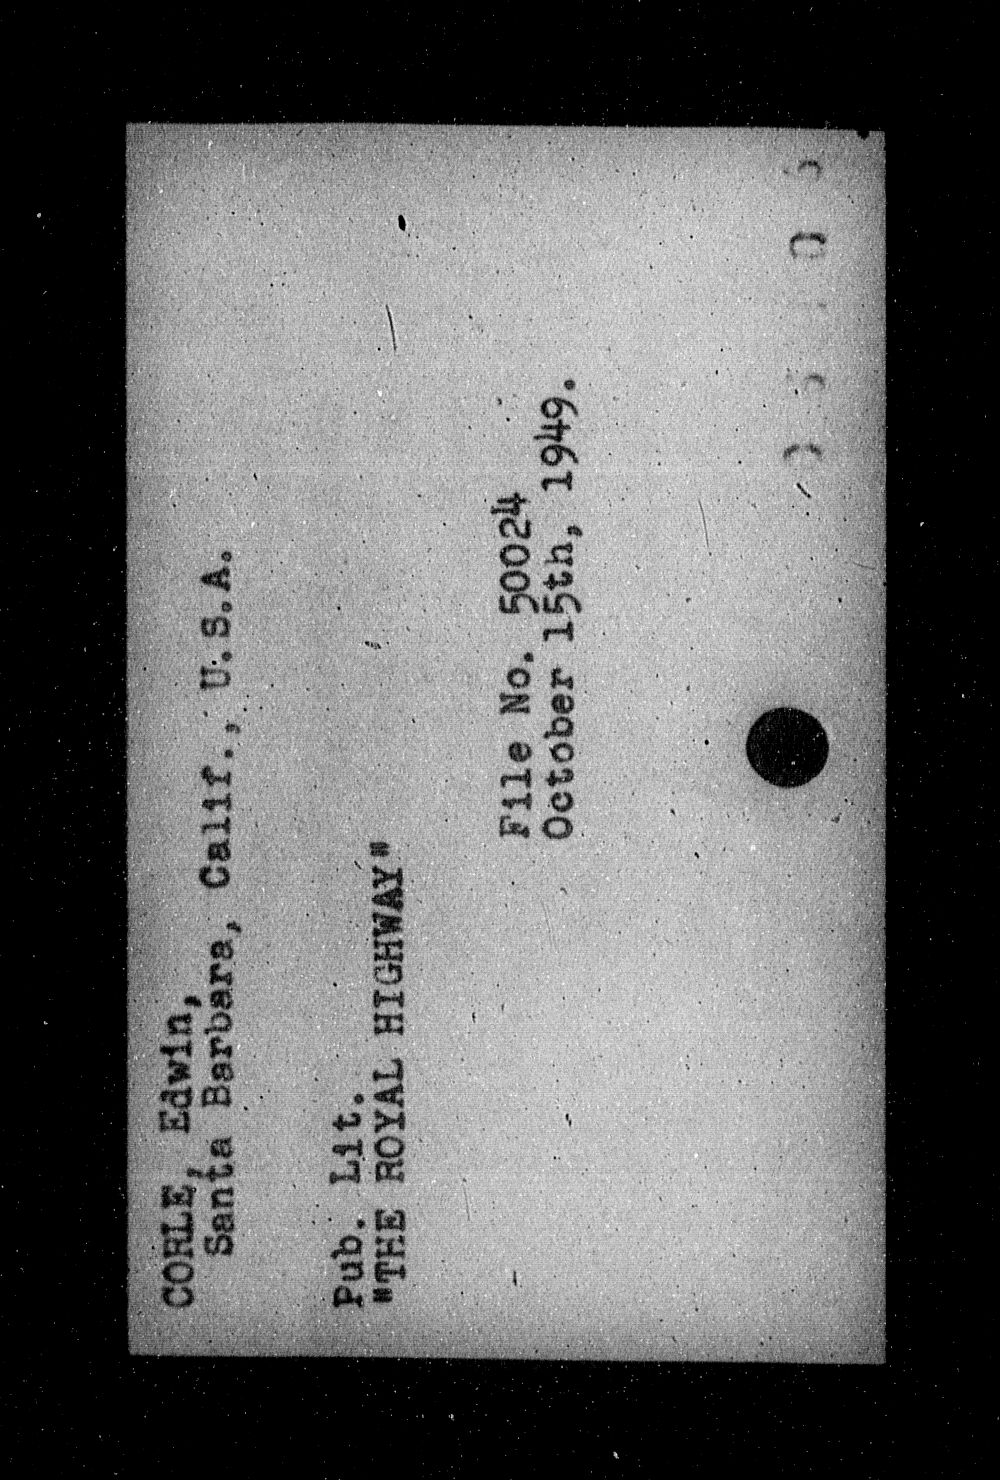 CORLE, Edwin,
Santa Barbara, Calif., U.S.A.
Pub. Lit.
"THE ROYAL HIGHWAY"
File No. 50024
October 15th, 1949.